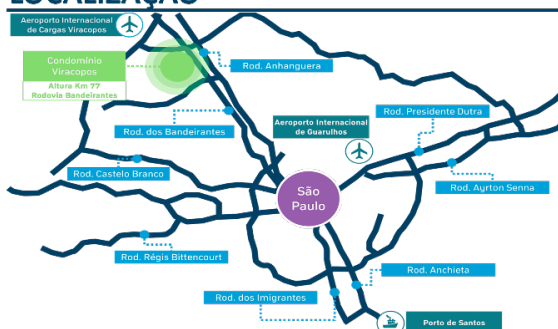 LOCALIZAÇÃO
Aeroporto Internacional
de Cargas Viracopos
Condomínio
Viracopos
Altura Km 77
Rodovia Bandeirantes
Rod. Anhanguera
Rod. dos Bandeirantes
Aeroporto Internacional
de Guarulhos
Rod. Presidente Dutra
Rod. Castelo Branco
São
Paulo
Rod. Ayrton Senna
Rod. Régis Bittencourt
Rod. Anchieta
Rod. dos Imigrantes
Porto de Santos